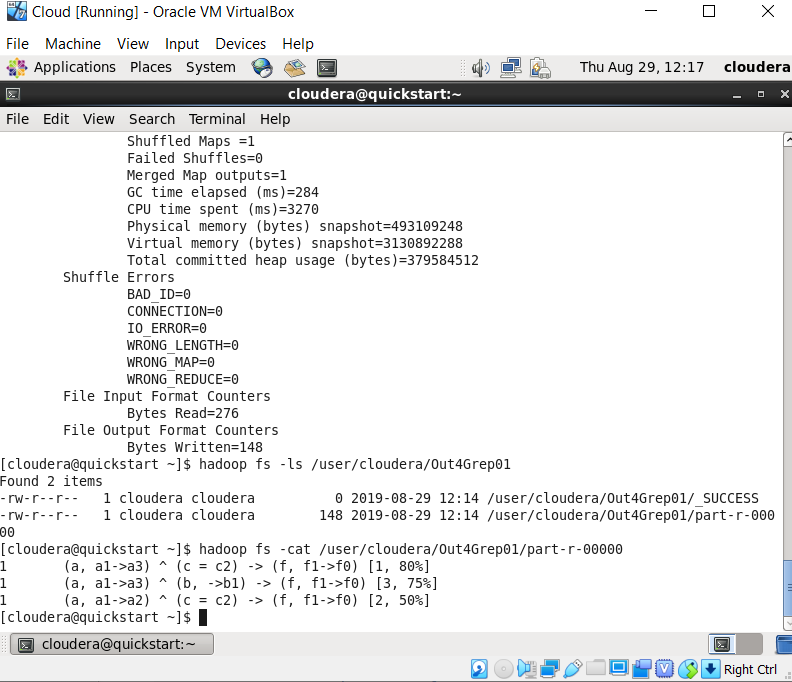 Cloud [Running] - Oracle VM VirtualBox
File Machine View Input Devices Help
Applications Places System Thu Aug 29, 12:17 cloudera
cloudera@quickstart:~
File Edit View Search Terminal Help
Shuffled Maps =1
Failed Shuffles=0
Merged Map outputs=1
GC time elapsed (ms)=284
CPU time spent (ms)=3270
Physical memory (bytes) snapshot=493109248
Virtual memory (bytes) snapshot=3130892288
Total committed heap usage (bytes)=379584512
Shuffle Errors
BAD_ID=0
CONNECTION=0
IO_ERROR=0
WRONG_LENGTH=0
WRONG_MAP=0
WRONG_REDUCE=0
File Input Format Counters
Bytes Read=276
File Output Format Counters
Bytes Written=148
[cloudera@quickstart ~]$ hadoop fs -ls /user/cloudera/Out4Grep01
Found 2 items
-rw-r--r-- 1 cloudera cloudera 0 2019-08-29 12:14 /user/cloudera/Out4Grep01/_SUCCESS
-rw-r--r-- 1 cloudera cloudera 148 2019-08-29 12:14 /user/cloudera/Out4Grep01/part-r-000
00
[cloudera@quickstart ~]$ hadoop fs -cat /user/cloudera/Out4Grep01/part-r-00000
1 (a, a1->a3) ^ (c = c2) -> (f, f1->f0) [1, 80%]
1 (a, a1->a3) ^ (b, ->b1) -> (f, f1->f0) [3, 75%]
1 (a, a1->a2) ^ (c = c2) -> (f, f1->f0) [2, 50%]
[cloudera@quickstart ~]$
cloudera@quickstart:~
Right Ctrl